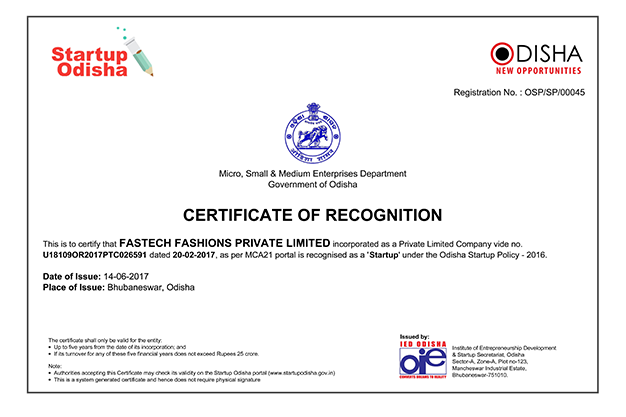 Startup
Odisha
ODISHA
NEW OPPORTUNITIES
Registration No. : OSP/SP/00045
Micro, Small & Medium Enterprises Department
Government of Odisha
CERTIFICATE OF RECOGNITION
This is to certify that FASTECH FASHIONS PRIVATE LIMITED incorporated as a Private Limited Company vide no.
U18109OR2017PTC026591 dated 20-02-2017, as per MCA21 portal is recognised as a 'Startup' under the Odisha Startup Policy - 2016.
Date of Issue: 14-06-2017
Place of Issue: Bhubaneswar, Odisha
The certificate shall only be valid for the entity:
• Up to five years from the date of its incorporation; and
• If its turnover for any of these five financial years does not exceed Rupees 25 crore.
Note:
• Authorities accepting this Certificate may check its validity on the Startup Odisha portal (www.startupodisha.gov.in)
• This is a system generated certificate and hence does not require physical signature
Issued by:
IED ODISHA
oie
CONVERTS DREAMS TO REALITY
Institute of Entrepreneurship Development
& Startup Secretariat, Odisha
Sector-A, Zone-A, Plot no-123,
Mancheswar Industrial Estate,
Bhubaneswar-751010.